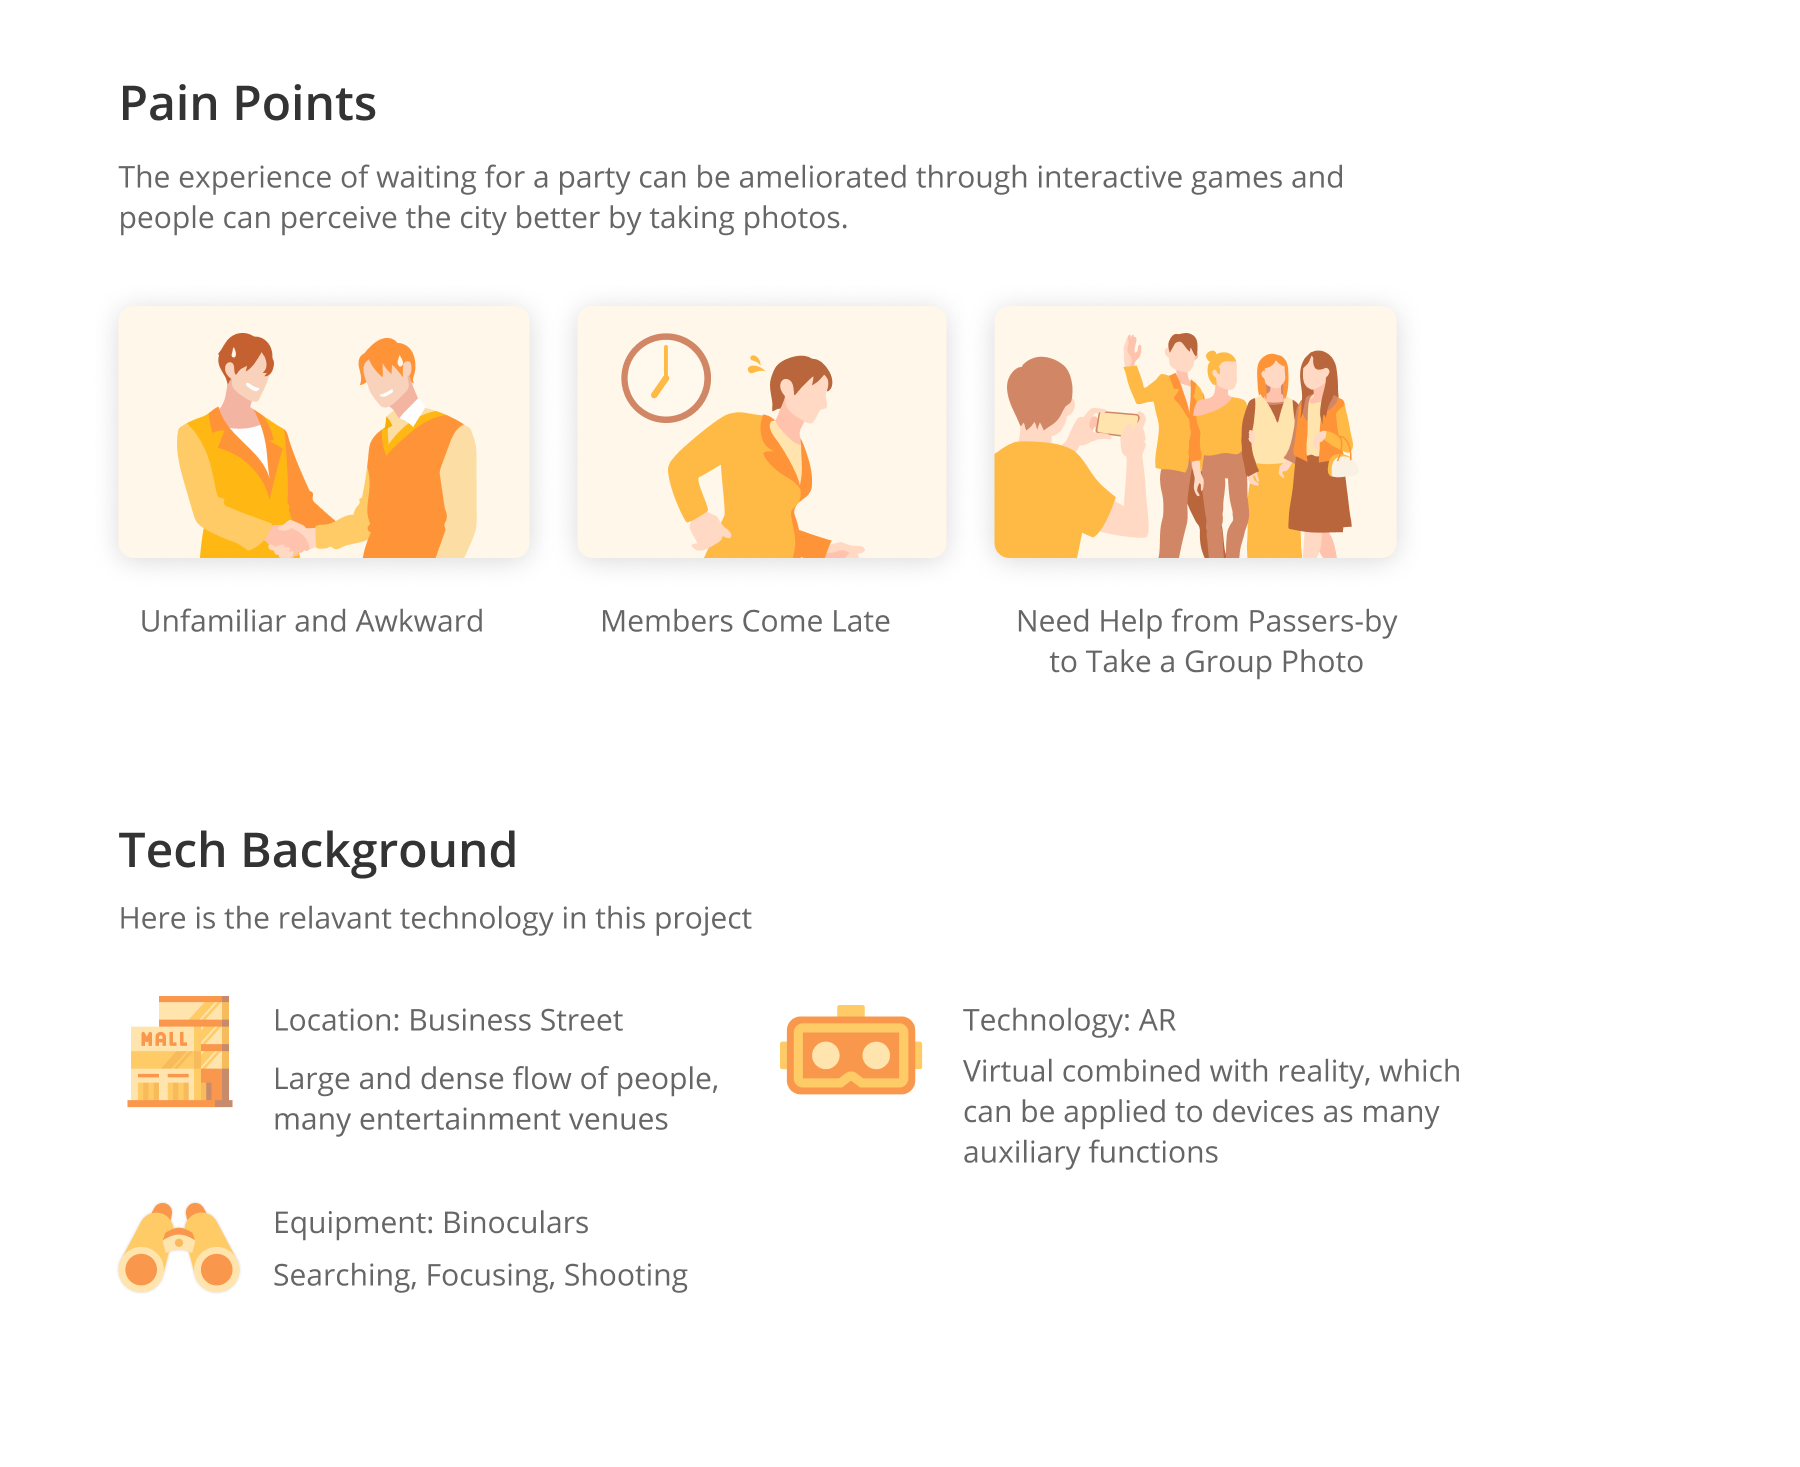 Pain Points
The experience of waiting for a party can be ameliorated through interactive games and
people can perceive the city better by taking photos.
Unfamiliar and Awkward
Members Come Late
Need Help from Passers-by
to Take a Group Photo
Tech Background
Here is the relavant technology in this project
MALL
Location: Business Street
Large and dense flow of people,
many entertainment venues
Technology: AR
Virtual combined with reality, which
can be applied to devices as many
auxiliary functions
Equipment: Binoculars
Searching, Focusing, Shooting